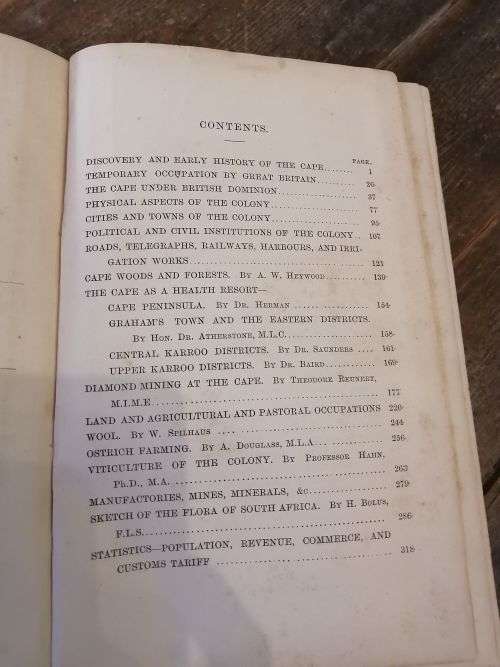 CONTENTS.
PAGE.
DISCOVERY AND EARLY HISTORY OF THE CAPE........ 1
TEMPORARY OCCUPATION BY GREAT BRITAIN.......... 26
THE CAPE UNDER BRITISH DOMINION................. 37
PHYSICAL ASPECTS OF THE COLONY.................. 77
CITIES AND TOWNS OF THE COLONY.................. 95
POLITICAL AND CIVIL INSTITUTIONS OF THE COLONY . 107
ROADS, TELEGRAPHS, RAILWAYS, HARBOURS, AND IRRI-
GATION WORKS ................................... 123
CAPE WOODS AND FORESTS. BY A. W. HEYWOOD.......... 139
THE CAPE AS A HEALTH RESORT—
CAPE PENINSULA. BY DR. HERMAN .................. 154
GRAHAM'S TOWN AND THE EASTERN DISTRICTS.
BY HON. DR. ATHERSTONE, M.L.C.................... 158
CENTRAL KARROO DISTRICTS. BY DR. SAUNDERS .... 161
UPPER KARROO DISTRICTS. BY DR. BAIRD............ 169
DIAMOND MINING AT THE CAPE. BY THEODORE REUNERT,
M.I.M.E ........................................ 177
LAND AND AGRICULTURAL AND PASTORAL OCCUPATIONS 220
WOOL. BY W. SPILHAUS .... ...................... 244
OSTRICH FARMING. BY A. DOUGLASS, M.L.A ........... 256
VITICULTURE OF THE COLONY. BY PROFESSOR HAHN,
PH.D., M.A. ..................................... 263
MANUFACTORIES, MINES, MINERALS, &c................ 279
SKETCH OF THE FLORA OF SOUTH AFRICA. BY H. BOLUS,
F.L.S............................................ 286
STATISTICS—POPULATION, REVENUE, COMMERCE, AND
CUSTOMS TARIFF .................................. 318